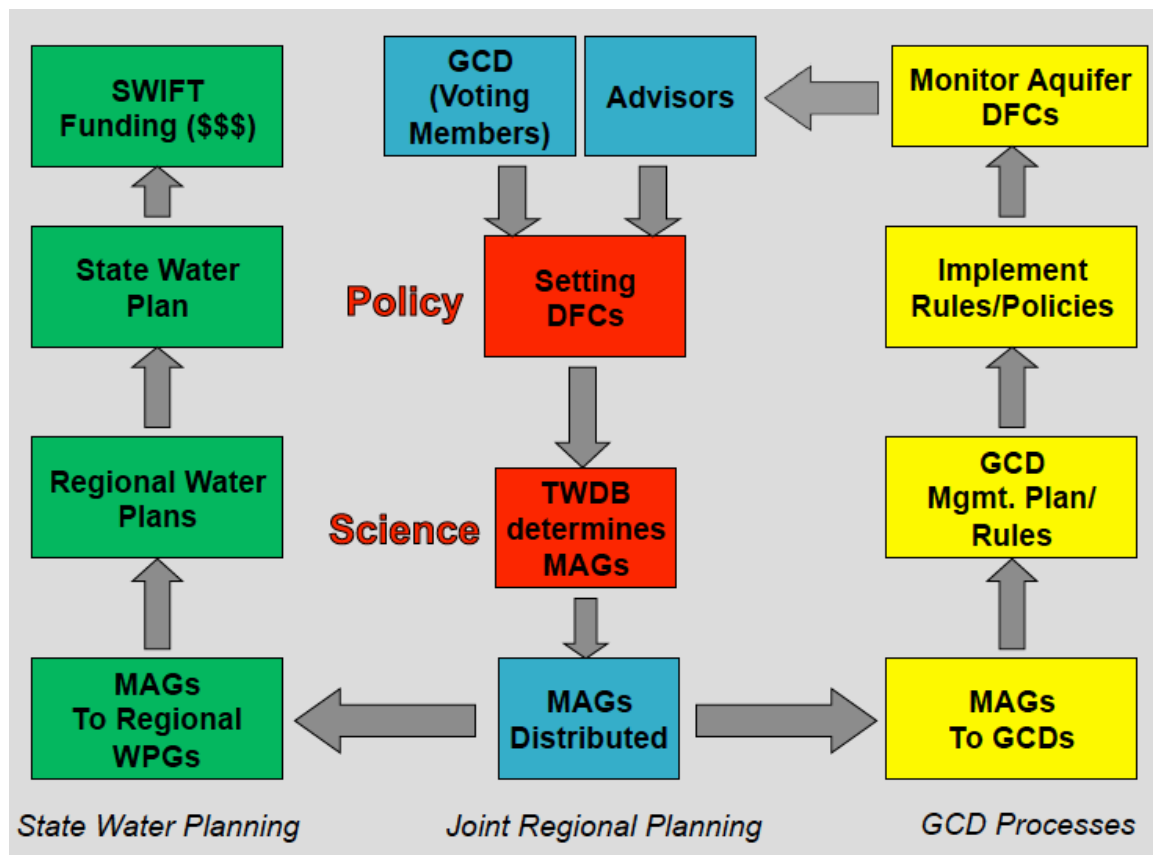 SWIFT
Funding ($$$)
State Water
Plan
Regional Water
Plans
MAGs
To Regional
WPGs
State Water Planning
GCD
(Voting
Members)
Advisors
Policy
Setting
DFCs
Science
TWDB
determines
MAGs
MAGs
Distributed
Joint Regional Planning
Monitor Aquifer
DFCs
Implement
Rules/Policies
GCD
Mgmt. Plan/
Rules
MAGs
To GCDs
GCD Processes